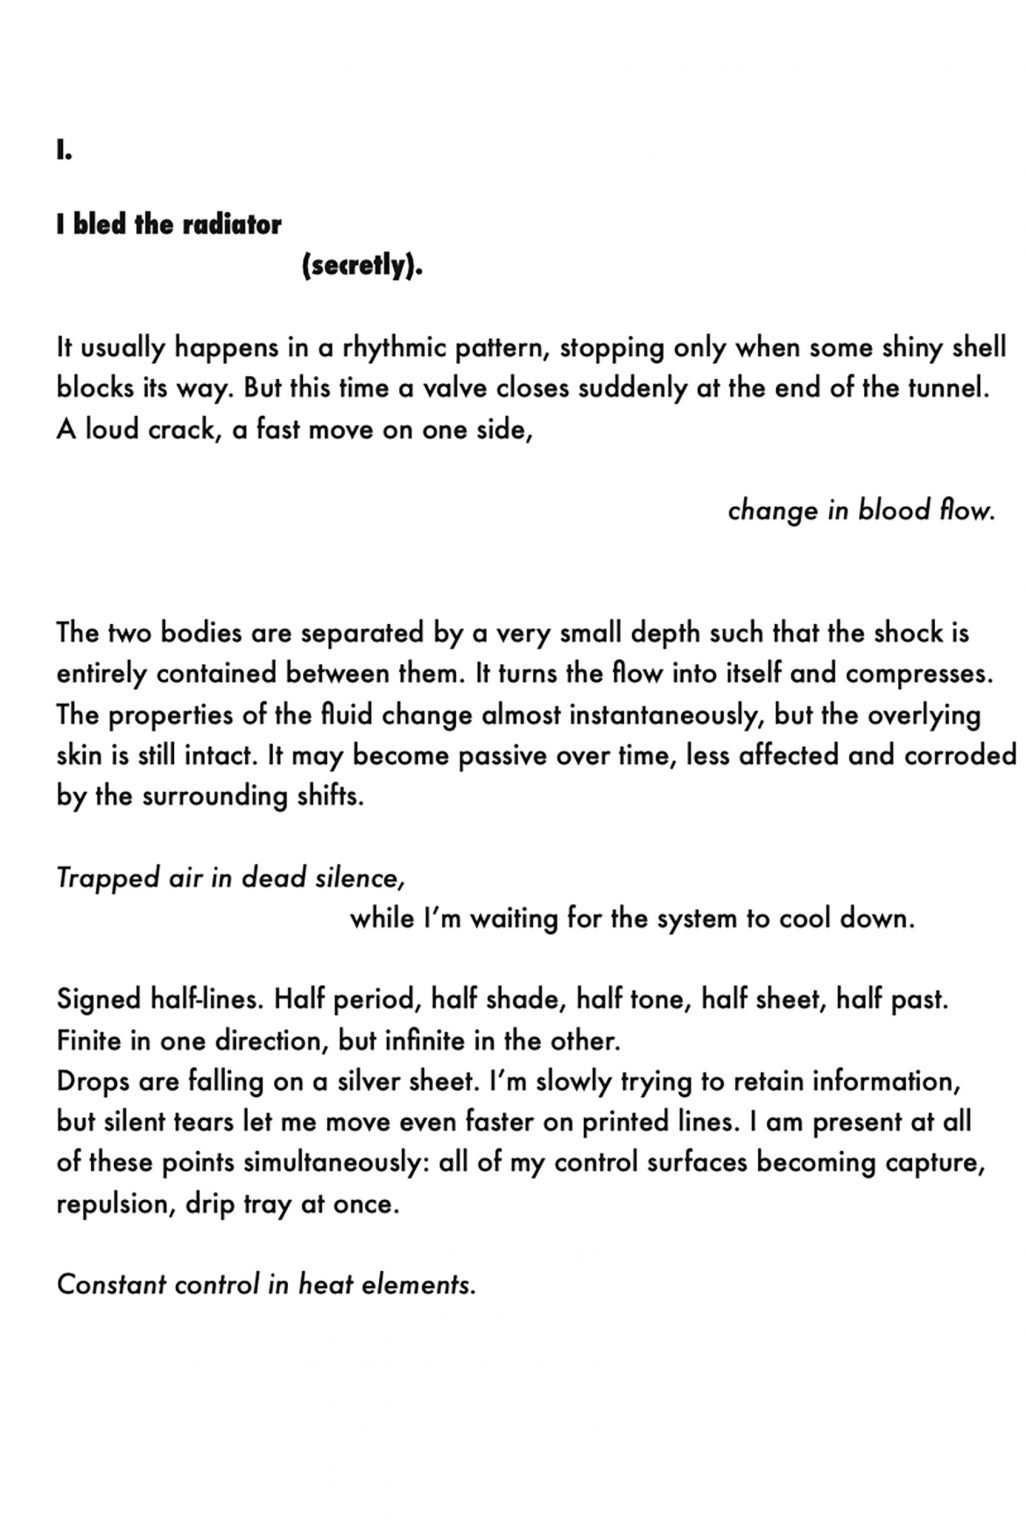 I.
I bled the radiator
(secretly).
It usually happens in a rhythmic pattern, stopping only when some shiny shell
blocks its way. But this time a valve closes suddenly at the end of the tunnel.
A loud crack, a fast move on one side,
change in blood flow.
The two bodies are separated by a very small depth such that the shock is
entirely contained between them. It turns the flow into itself and compresses.
The properties of the fluid change almost instantaneously, but the overlying
skin is still intact. It may become passive over time, less affected and corroded
by the surrounding shifts.
Trapped air in dead silence,
while I’m waiting for the system to cool down.
Signed half-lines. Half period, half shade, half tone, half sheet, half past.
Finite in one direction, but infinite in the other.
Drops are falling on a silver sheet. I’m slowly trying to retain information,
but silent tears let me move even faster on printed lines. I am present at all
of these points simultaneously: all of my control surfaces becoming capture,
repulsion, drip tray at once.
Constant control in heat elements.